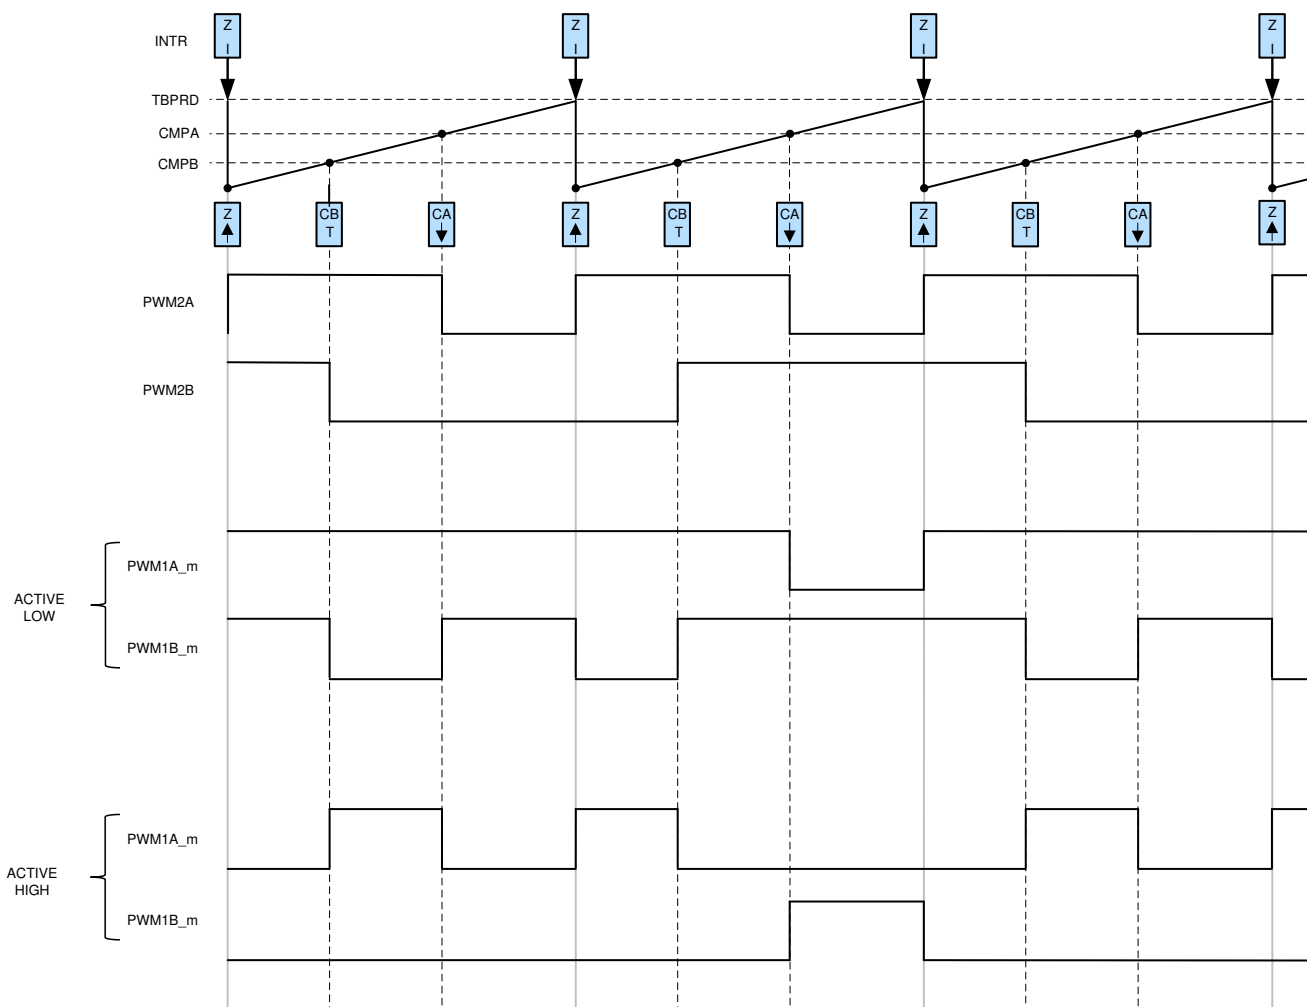 INTR
Z
I
Z
I
Z
I
Z
I
TBPRD
CMPA
CMPB
Z
CB
T
CA
Z
CB
T
CA
Z
CB
T
CA
Z
PWM2A
PWM2B
ACTIVE
LOW
PWM1A_m
PWM1B_m
ACTIVE
HIGH
PWM1A_m
PWM1B_m